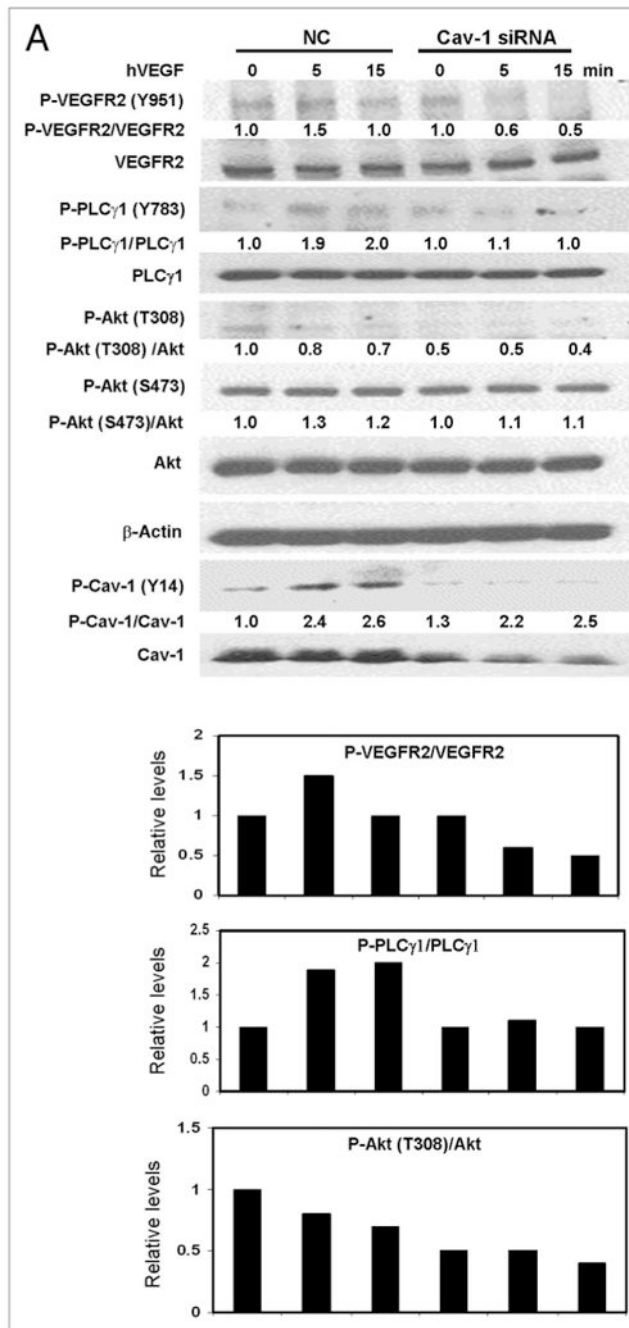 A
NC Cav-1 siRNA
hVEGF 0 5 15 0 5 15 min
P-VEGFR2 (Y951)
P-VEGFR2/VEGFR2 1.0 1.5 1.0 1.0 0.6 0.5
VEGFR2
P-PLCγ1 (Y783)
P-PLCγ1/PLCγ1 1.0 1.9 2.0 1.0 1.1 1.0
PLCγ1
P-Akt (T308)
P-Akt (T308) /Akt 1.0 0.8 0.7 0.5 0.5 0.4
P-Akt (S473)
P-Akt (S473)/Akt 1.0 1.3 1.2 1.0 1.1 1.1
Akt
β-Actin
P-Cav-1 (Y14)
P-Cav-1/Cav-1 1.0 2.4 2.6 1.3 2.2 2.5
Cav-1
P-VEGFR2/VEGFR2
Relative levels
2
1.5
1
0.5
0
P-PLCγ1/PLCγ1
Relative levels
2.5
2
1.5
1
0.5
0
P-Akt (T308)/Akt
Relative levels
1.5
1
0.5
0